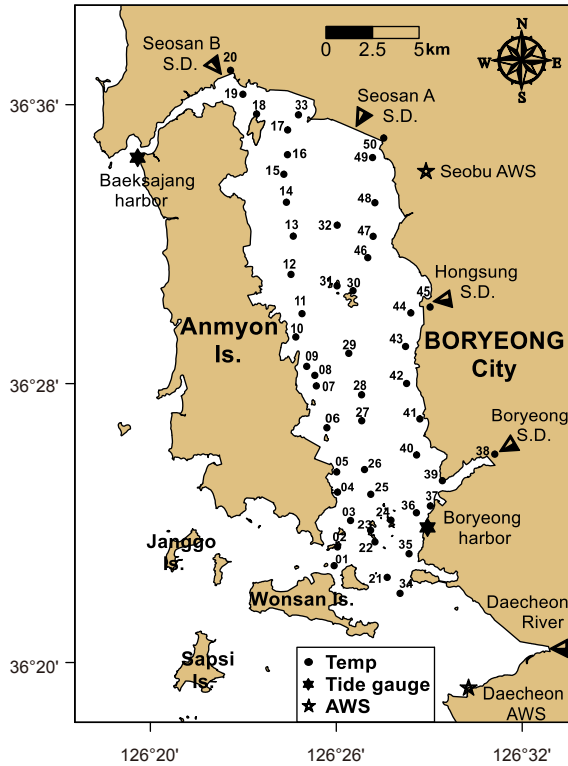 Seosan B
S.D.
20
0 2.5 5km
N
W E
S
36°36'
19
18
33
Seosan A
S.D.
17
50
16
49
Seobu AWS
Baeksajang
harbor
15
14
48
32
13
47
46
12
31
30
Hongsung
S.D.
45
11
44
Anmyon
Is.
10
BORYEONG
City
43
29
09
08
07
36°28'
42
28
27
41
06
Boryeong
S.D.
40
38
05
26
39
04
25
37
03
24
36
23
Boryeong
harbor
Janggo
Is.
02
22
35
01
21
34
Wonsan Is.
Daecheon
River
Sapsi
Is.
36°20'
Temp
Tide gauge
AWS
Daecheon
AWS
126°20' 126°26' 126°32'